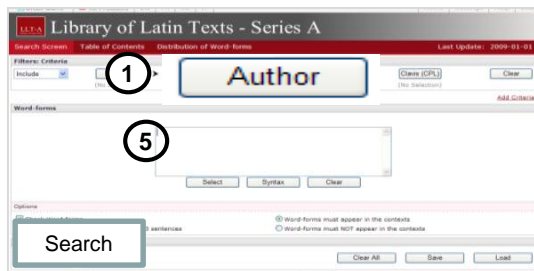 LLT-A Library of Latin Texts - Series A
Search Screen Table of Contents Distribution of Word-forms Last Update: 2009-01-01
Filters: Criteria
Include 1 Author Clavis (CPL) Clear
(No (No Selection)
Add Criteria
Word-forms
5
Select Syntax Clear
Options
Word-forms must appear in the contexts
sentences Word-forms must NOT appear in the contexts
Search
Clear All Save Load